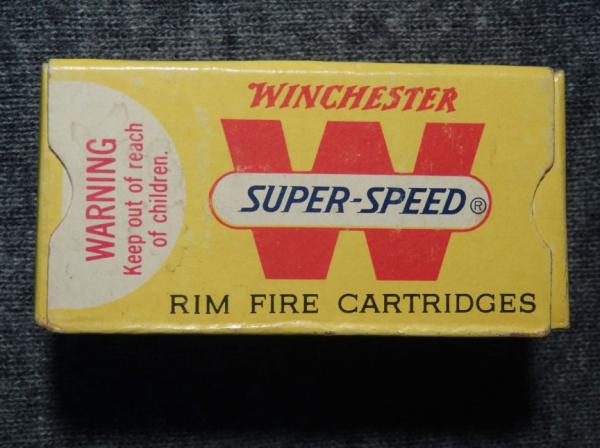 WARNING
Keep out of reach
of children.
WINCHESTER
W
SUPER-SPEED®
RIM FIRE CARTRIDGES